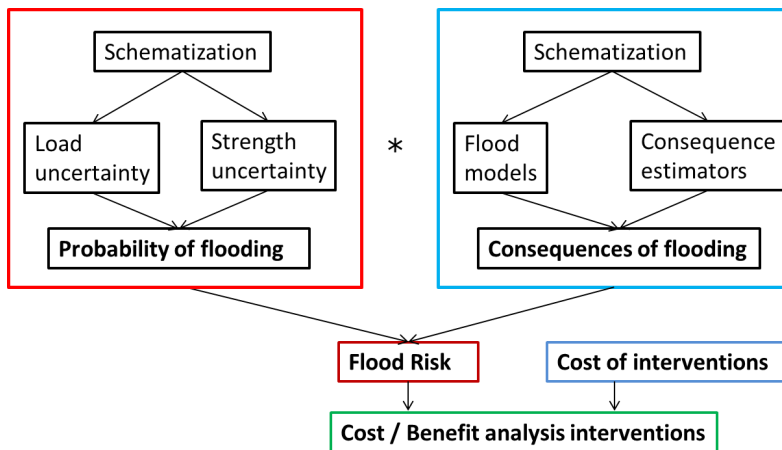 Schematization
Schematization
Load
uncertainty
Strength
uncertainty
*
Flood
models
Consequence
estimators
Probability of flooding
Consequences of flooding
Flood Risk
Cost of interventions
Cost / Benefit analysis interventions